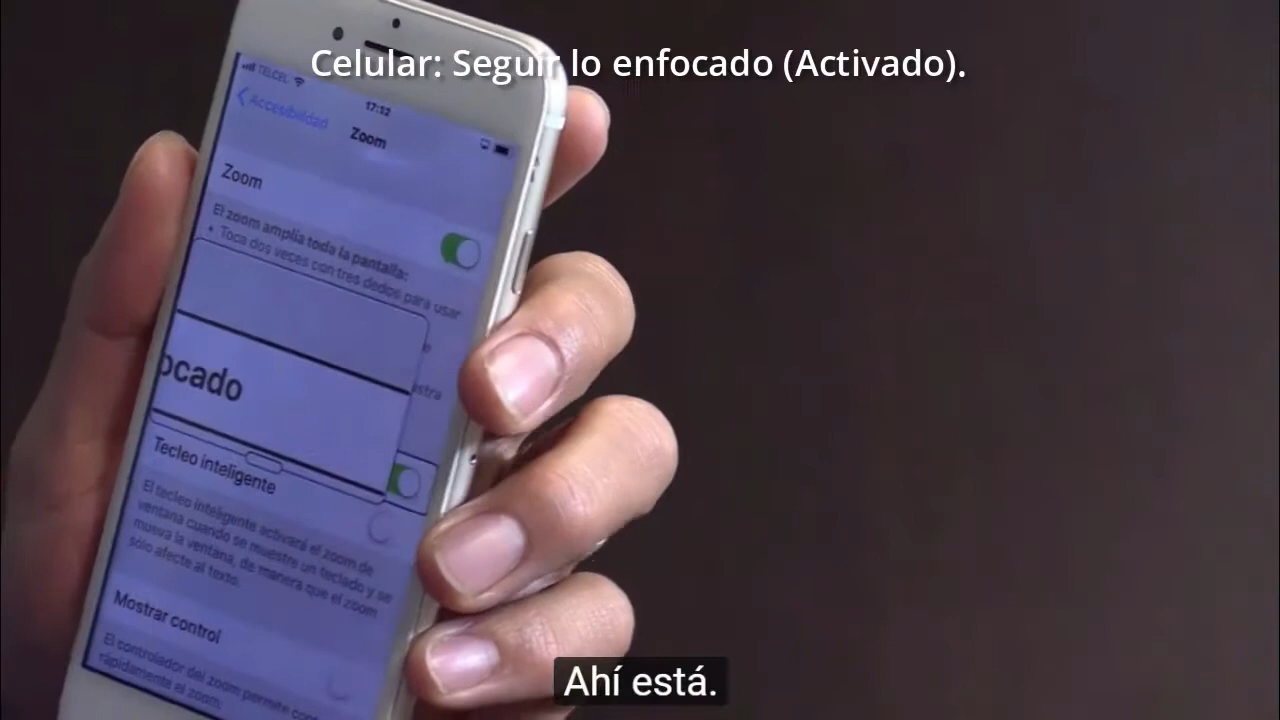 Celular: Seguir lo enfocado (Activado).
TELCEL
17:12
Accesibilidad
Zoom
Zoom
El zoom amplía toda la pantalla:
• Toca dos veces con tres dedos para usar
e
estra
ocado
Tecleo inteligente
El tecleo inteligente activará el zoom de
ventana cuando se muestre un teclado y se
mueva la ventana, de manera que el zoom
sólo afecte al texto.
Mostrar control
El controlador del zoom permite con
rápidamente el zoom.
Ahí está.